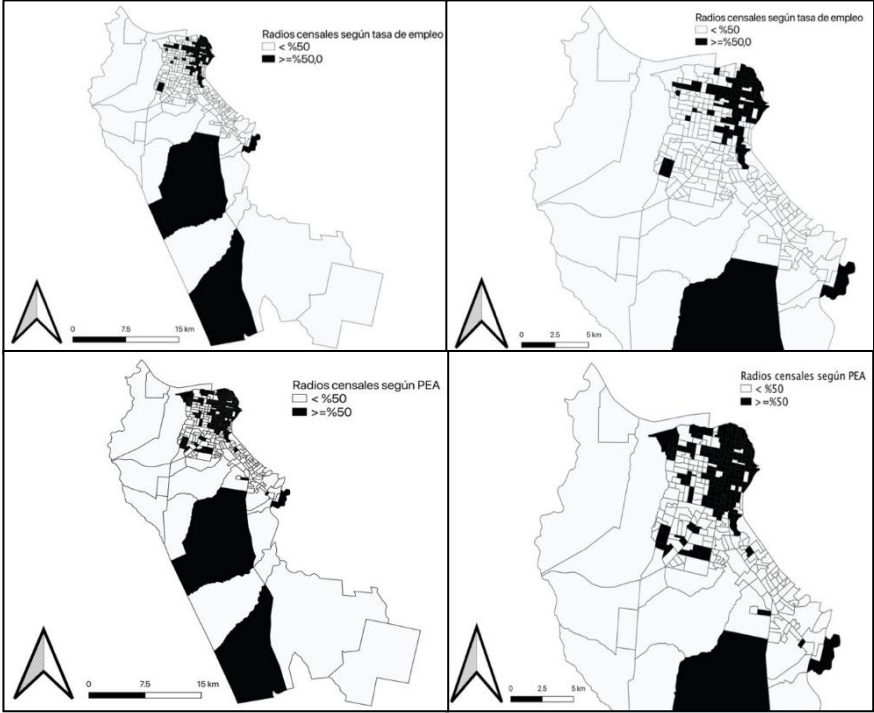 Radios censales según tasa de empleo
< %50
>=%50,0
0 7.5 15 km
Radios censales según tasa de empleo
< %50
>=%50,0
0 2.5 5 km
Radios censales según PEA
< %50
>=%50
0 7.5 15 km
Radios censales según PEA
< %50
>=%50
0 2.5 5 km